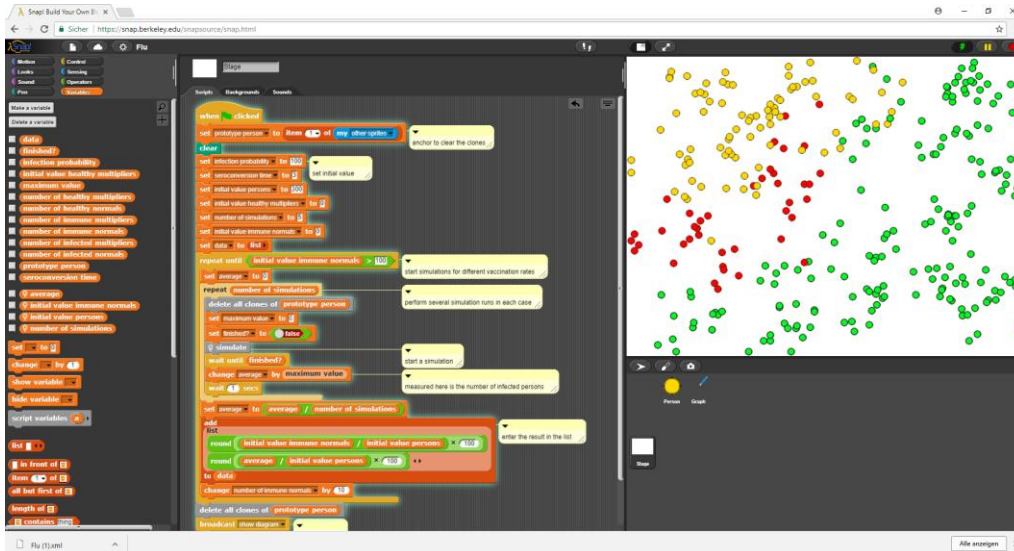 Snap! Build Your Own Bl
Sicher | https://snap.berkeley.edu/snapsource/snap.html
Snap! Flu
Motion Control
Looks Sensing
Sound Operators
Pen Variables
Make a variable
Delete a variable
data
finished?
infection probability
initial value healthy multipliers
maximum value
number of healthy multipliers
number of healthy normals
number of immune multipliers
number of immune normals
number of infected multipliers
number of infected normals
prototype person
seroconversion time
average
initial value immune normals
initial value persons
number of simulations
set to 0
change by 1
show variable
hide variable
script variables a
list
in front of
item 1 of
all but first of
length of
contains thing
Stage
Scripts Backgrounds Sounds
when clicked
set prototype person to item 1 of my other sprites
anchor to clear the clones
clear
set infection probability to 100
set initial value
set seroconversion time to 3
set initial value persons to 300
set initial value healthy multipliers to 0
set number of simulations to 5
set initial value immune normals to 0
set data to list
repeat until initial value immune normals > 100
start simulations for different vaccination rates
set average to 0
repeat number of simulations
perform several simulation runs in each case
delete all clones of prototype person
set maximum value to 0
set finished? to false
simulate
start a simulation
wait until finished?
change average by maximum value
measured here is the number of infected persons
wait 1 secs
set average to average / number of simulations
add
enter the result in the list
list
round initial value immune normals / initial value persons × 100
round average / initial value persons × 100
to data
change number of immune normals by 10
delete all clones of prototype person
broadcast show diagram
Person Graph
Stage
Flu (1).xml
Alle anzeigen